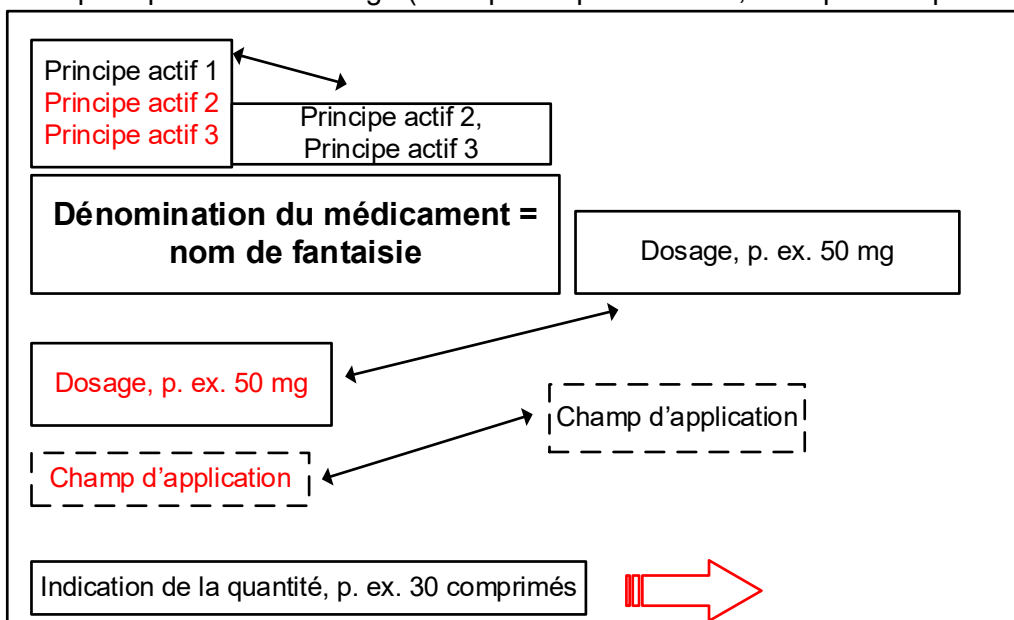 Principe actif 1
Principe actif 2
Principe actif 3
Principe actif 2,
Principe actif 3
Dénomination du médicament =
nom de fantaisie
Dosage, p. ex. 50 mg
Dosage, p. ex. 50 mg
Champ d'application
Champ d'application
Indication de la quantité, p. ex. 30 comprimés